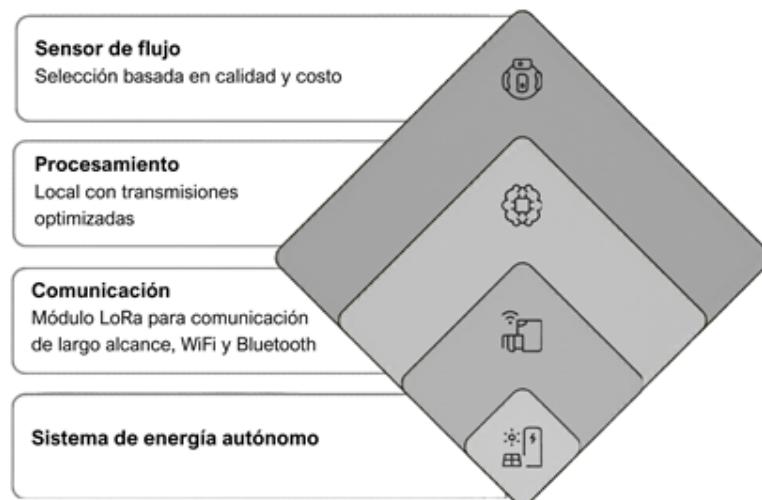 Sensor de flujo
Selección basada en calidad y costo
Procesamiento
Local con transmisiones
optimizadas
Comunicación
Módulo LoRa para comunicación
de largo alcance, WiFi y Bluetooth
Sistema de energía autónomo